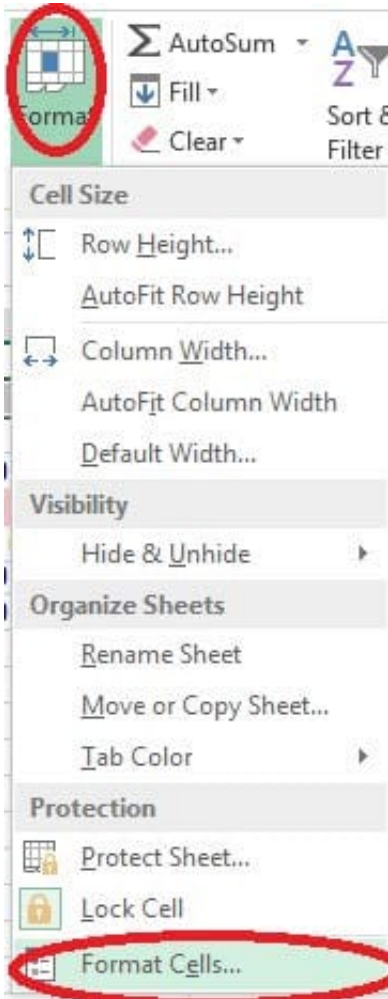 AutoSum
Fill
Clear
Format
Sort &
Filter
Cell Size
Row Height...
AutoFit Row Height
Column Width...
AutoFit Column Width
Default Width...
Visibility
Hide & Unhide
Organize Sheets
Rename Sheet
Move or Copy Sheet...
Tab Color
Protection
Protect Sheet...
Lock Cell
Format Cells...